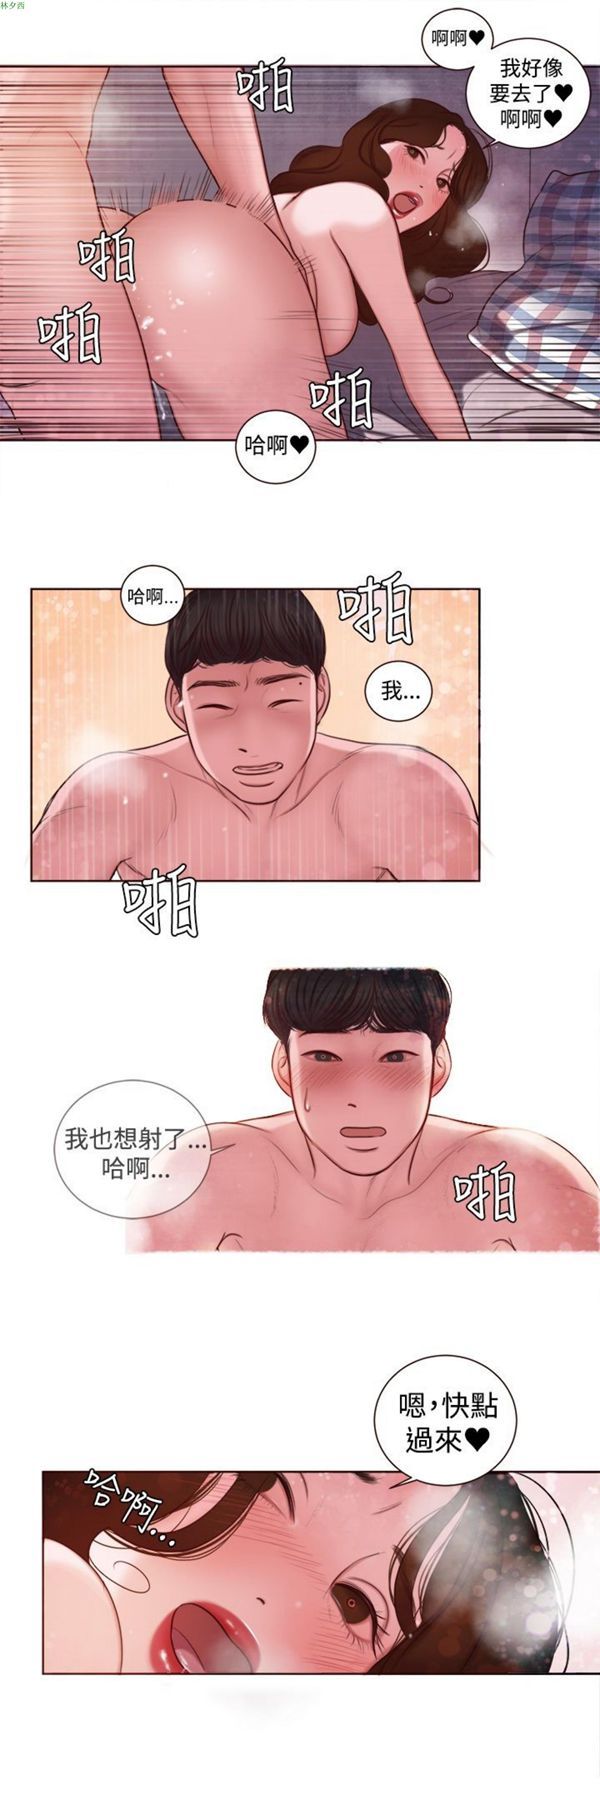 林夕西
啊啊♥
我好像
要去了♥
啊啊♥
啪
啪
啪
啪
哈啊♥
哈啊...
啪
我...
啪
我也想射了...
哈啊...
啪
嗯,快點
過來♥
哈啊...